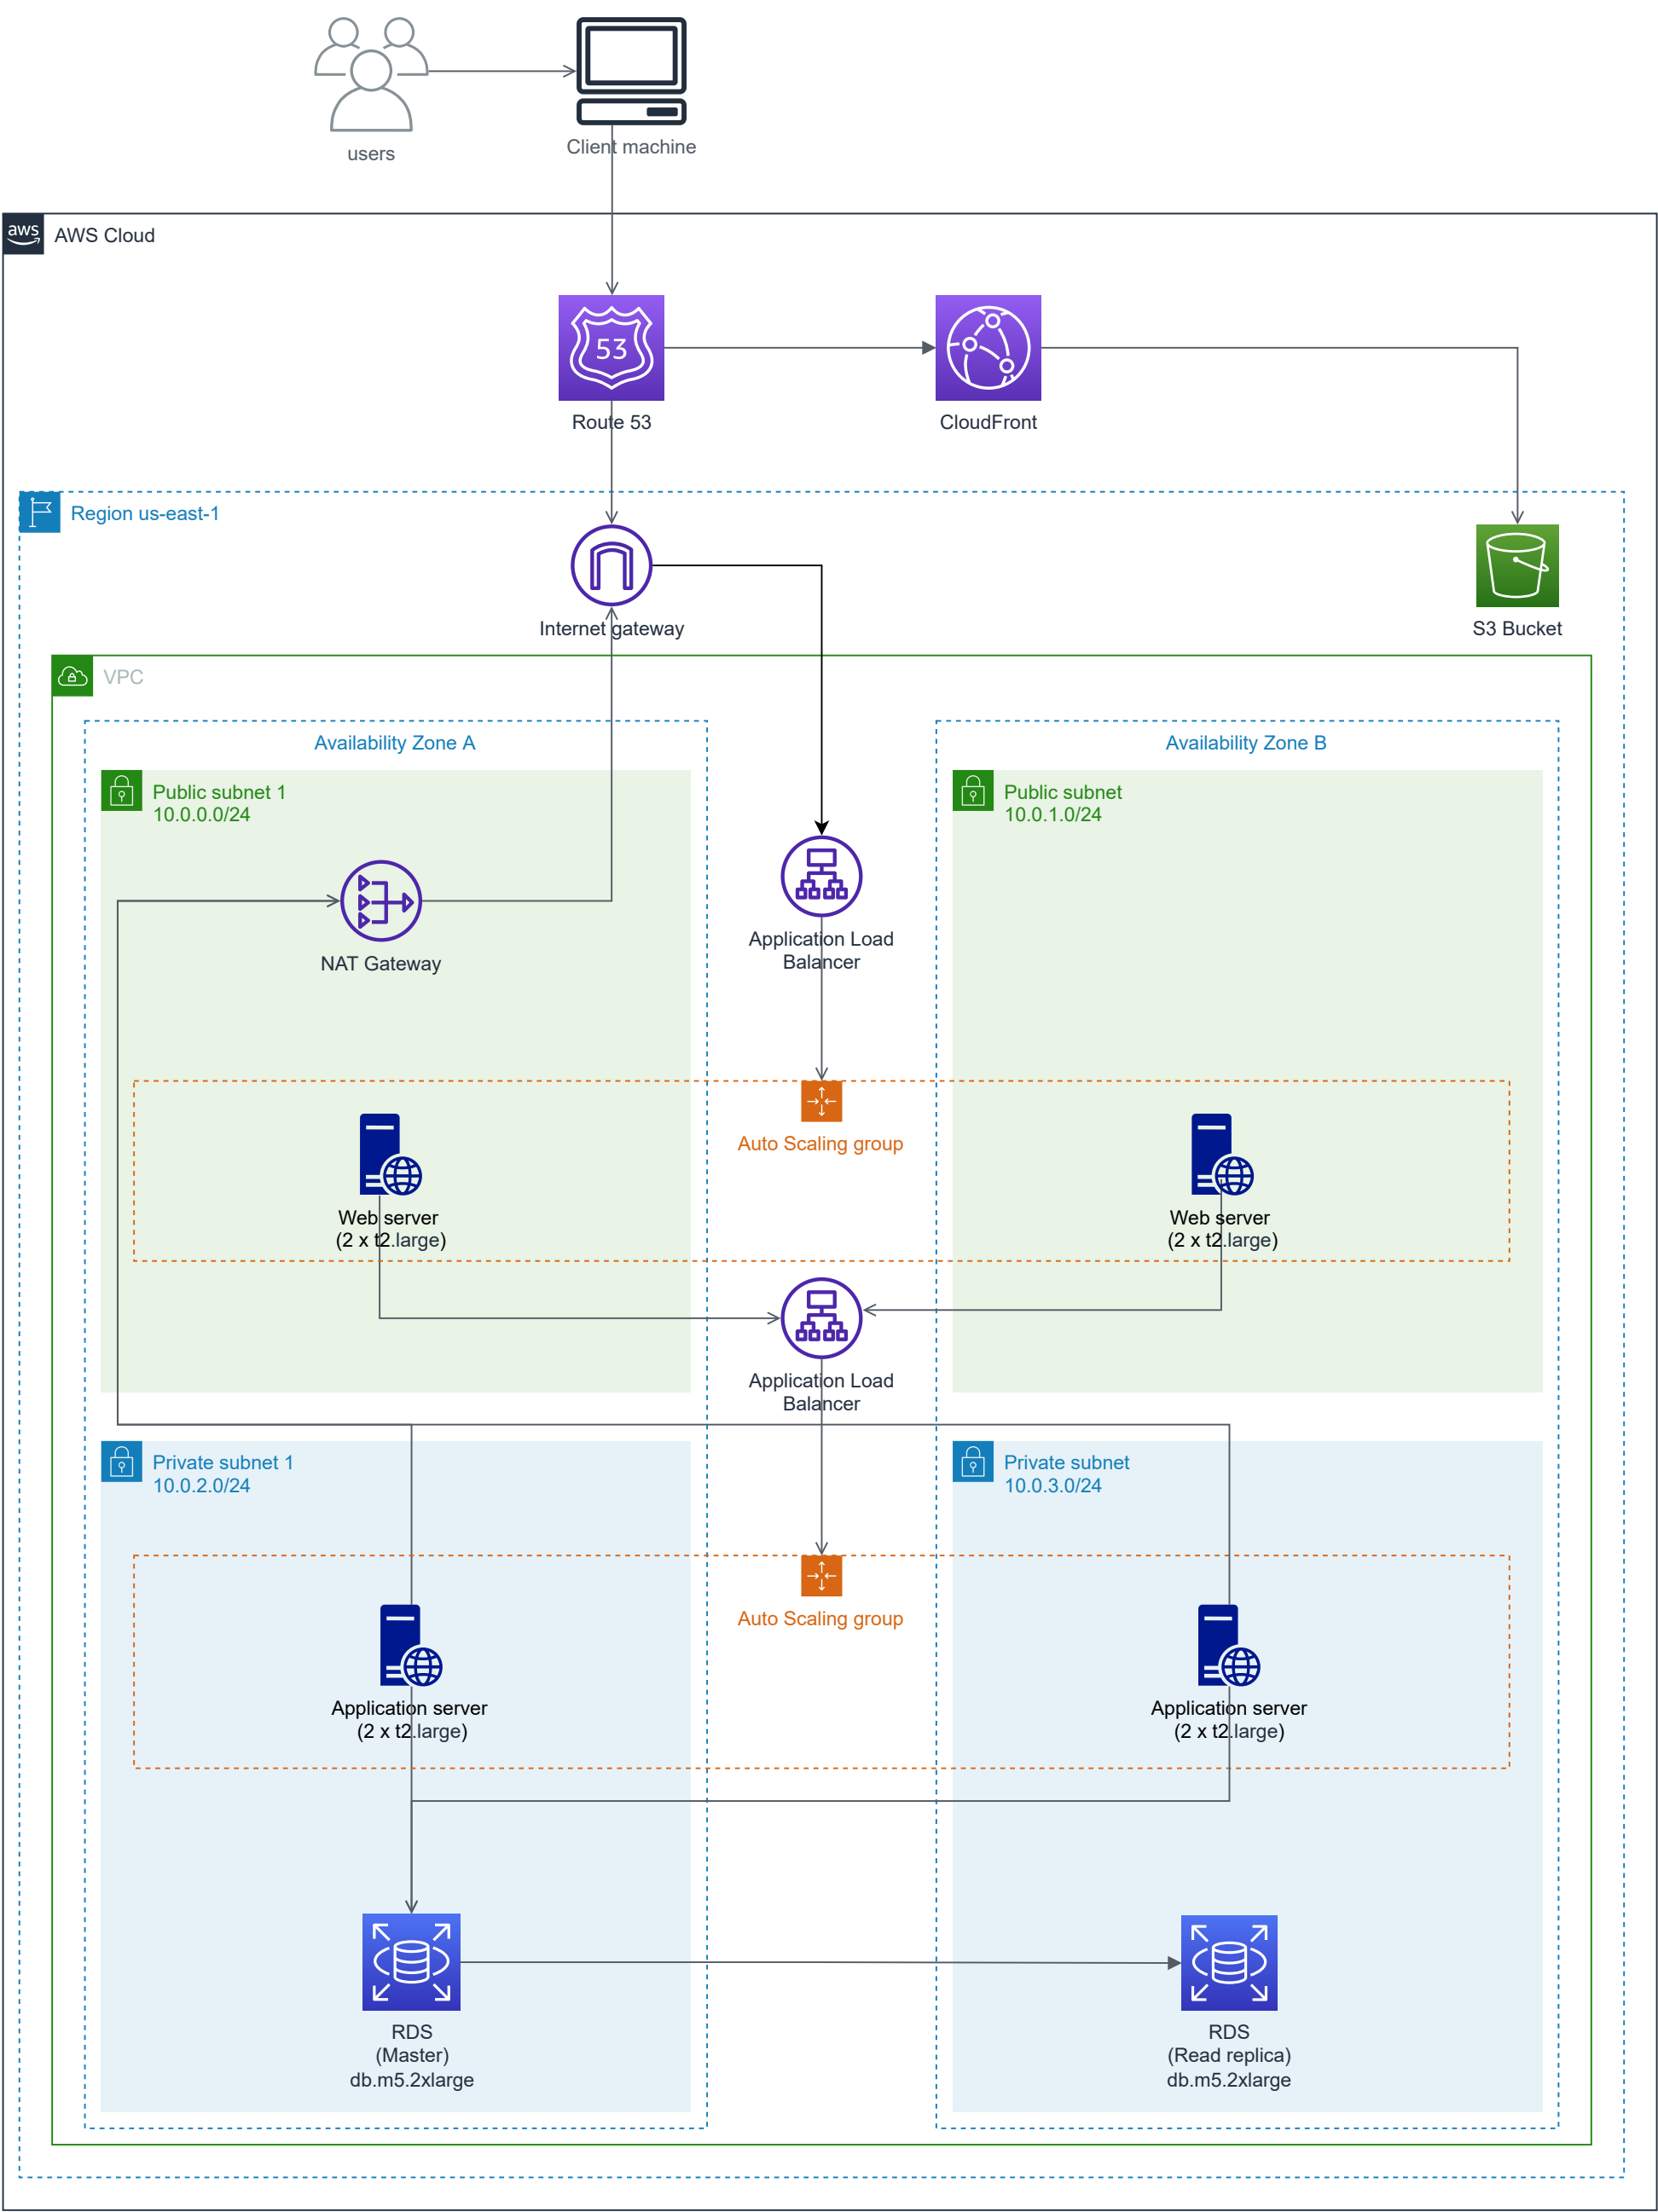 users
Client machine
aws
AWS Cloud
53
Route 53
CloudFront
Region us-east-1
Internet gateway
S3 Bucket
VPC
Availability Zone A
Availability Zone B
Public subnet 1
10.0.0.0/24
Public subnet
10.0.1.0/24
NAT Gateway
Application Load
Balancer
Auto Scaling group
Web server
(2 x t2.large)
Web server
(2 x t2.large)
Application Load
Balancer
Private subnet 1
10.0.2.0/24
Private subnet
10.0.3.0/24
Auto Scaling group
Application server
(2 x t2.large)
Application server
(2 x t2.large)
RDS
(Master)
db.m5.2xlarge
RDS
(Read replica)
db.m5.2xlarge